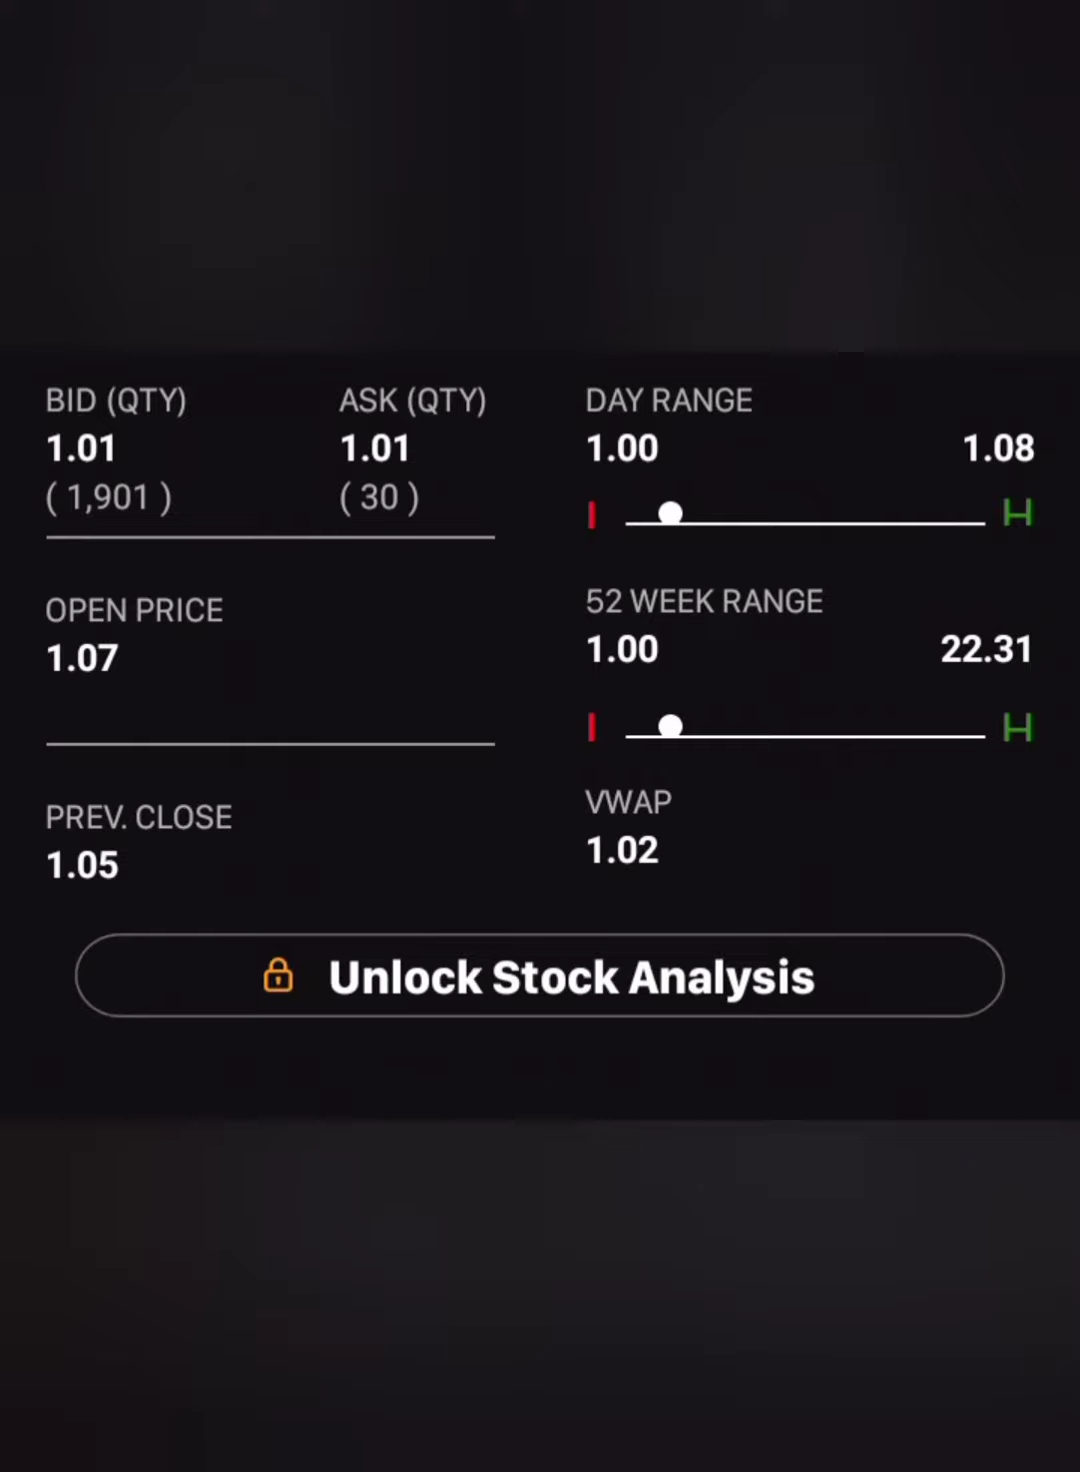 BID (QTY)
ASK (QTY)
1.01
1.01
( 1,901 )
( 30 )
OPEN PRICE
1.07
PREV. CLOSE
1.05
DAY RANGE
1.00
1.08
H
52 WEEK RANGE
1.00
22.31
H
VWAP
1.02
Unlock Stock Analysis